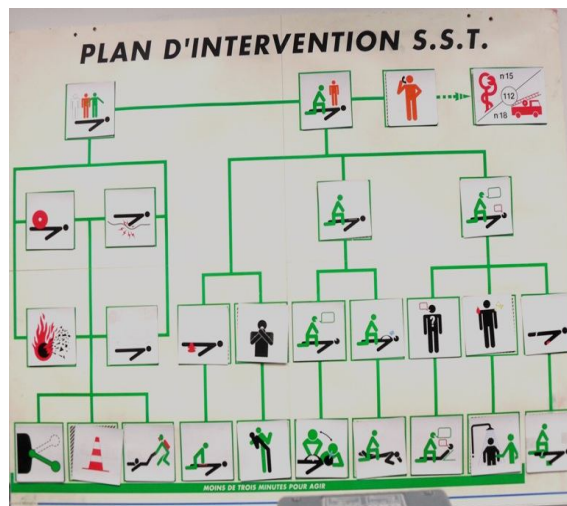 PLAN D'INTERVENTION S.S.T.
n 15
112
n 18
?
MOINS DE TROIS MINUTES POUR AGIR